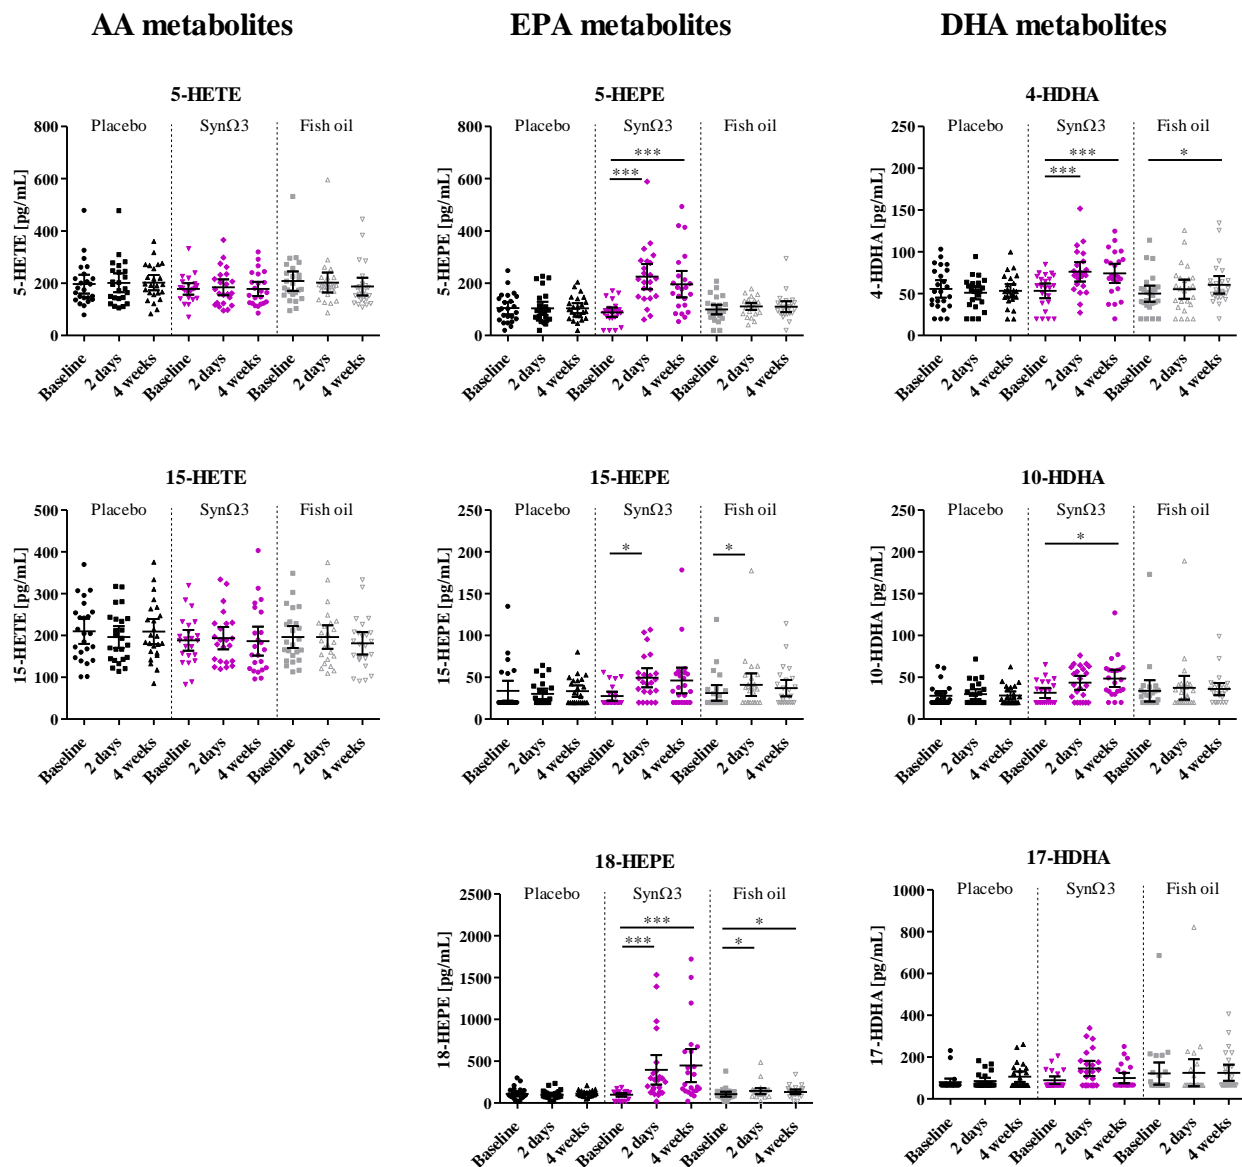 AA metabolites
EPA metabolites
DHA metabolites
5-HETE
Placebo SynΩ3 Fish oil
5-HETE [pg/mL]
800
600
400
200
0
Baseline 2 days 4 weeks Baseline 2 days 4 weeks Baseline 2 days 4 weeks
5-HEPE
Placebo SynΩ3 Fish oil
5-HEPE [pg/mL]
800
600
400
200
0
***
***
Baseline 2 days 4 weeks Baseline 2 days 4 weeks Baseline 2 days 4 weeks
4-HDHA
Placebo SynΩ3 Fish oil
4-HDHA [pg/mL]
250
200
150
100
50
0
***
***
*
Baseline 2 days 4 weeks Baseline 2 days 4 weeks Baseline 2 days 4 weeks
15-HETE
Placebo SynΩ3 Fish oil
15-HETE [pg/mL]
500
400
300
200
100
0
Baseline 2 days 4 weeks Baseline 2 days 4 weeks Baseline 2 days 4 weeks
15-HEPE
Placebo SynΩ3 Fish oil
15-HEPE [pg/mL]
250
200
150
100
50
0
*
*
Baseline 2 days 4 weeks Baseline 2 days 4 weeks Baseline 2 days 4 weeks
10-HDHA
Placebo SynΩ3 Fish oil
10-HDHA [pg/mL]
250
200
150
100
50
0
*
Baseline 2 days 4 weeks Baseline 2 days 4 weeks Baseline 2 days 4 weeks
18-HEPE
Placebo SynΩ3 Fish oil
18-HEPE [pg/mL]
2500
2000
1500
1000
500
0
***
***
*
*
Baseline 2 days 4 weeks Baseline 2 days 4 weeks Baseline 2 days 4 weeks
17-HDHA
Placebo SynΩ3 Fish oil
17-HDHA [pg/mL]
1000
800
600
400
200
0
Baseline 2 days 4 weeks Baseline 2 days 4 weeks Baseline 2 days 4 weeks